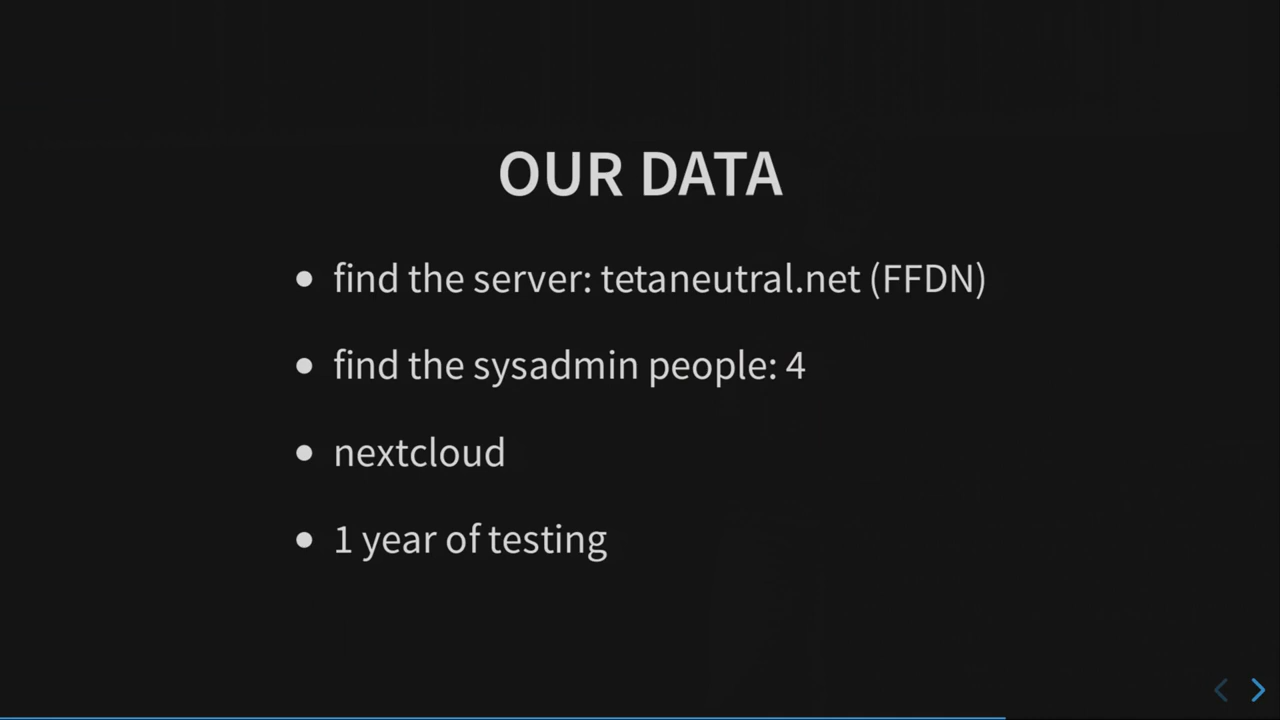 OUR DATA
find the server: tetaneutral.net (FFDN)
find the sysadmin people: 4
nextcloud
1 year of testing